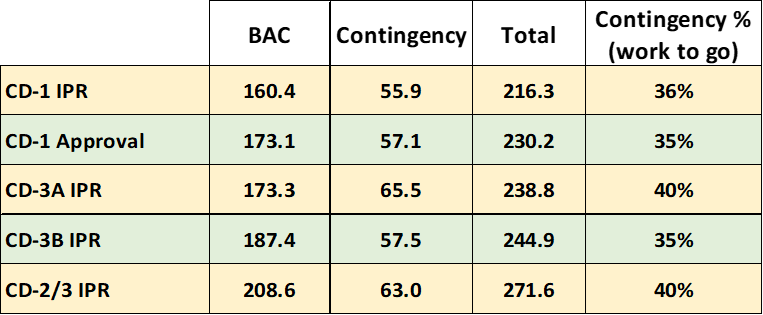 BAC Contingency Total Contingency % (work to go)
CD-1 IPR 160.4 55.9 216.3 36%
CD-1 Approval 173.1 57.1 230.2 35%
CD-3A IPR 173.3 65.5 238.8 40%
CD-3B IPR 187.4 57.5 244.9 35%
CD-2/3 IPR 208.6 63.0 271.6 40%